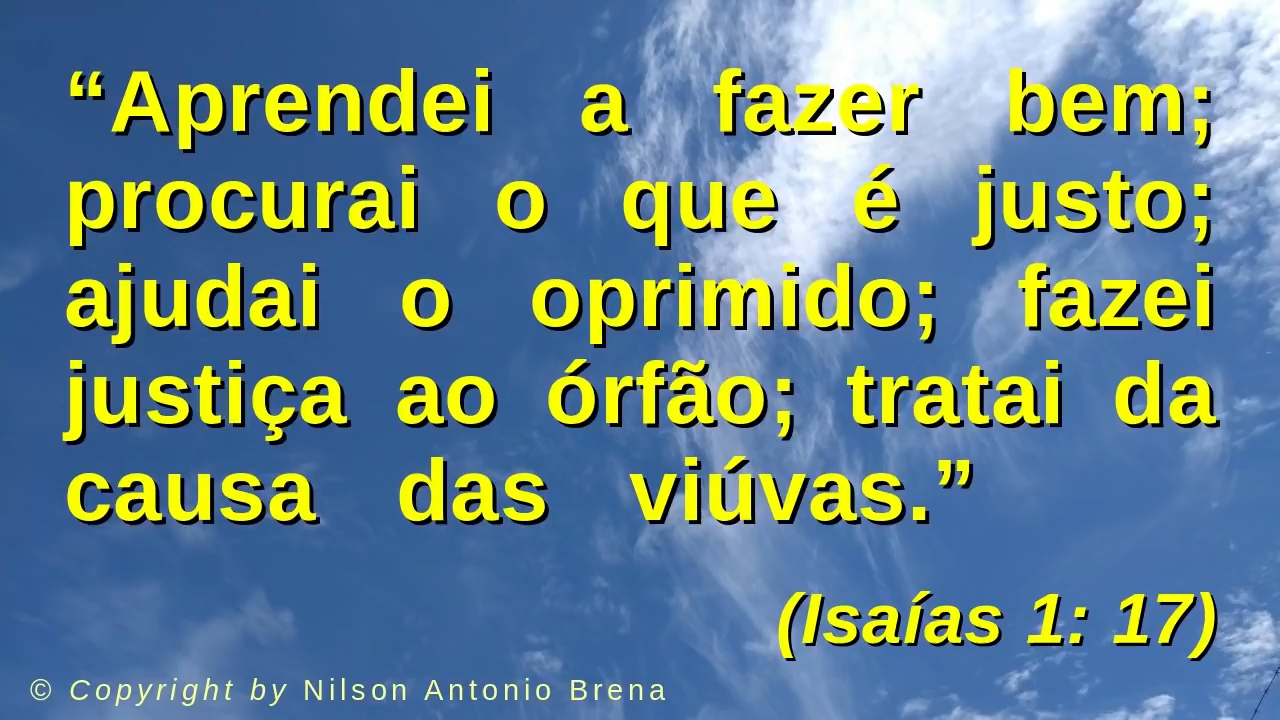 “Aprendei a fazer bem;
procurai o que é justo;
ajudai o oprimido; fazei
justiça ao órfão; tratai da
causa das viúvas.”
(Isaías 1: 17)
© Copyright by Nilson Antonio Brena